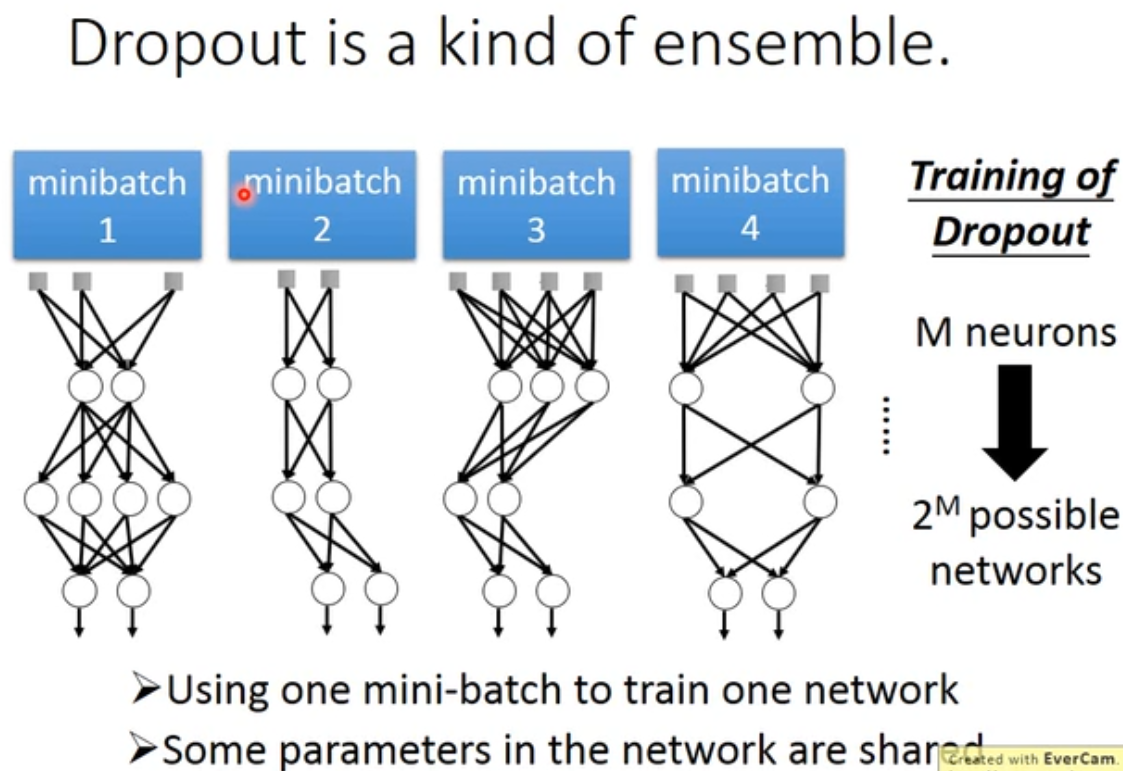 Dropout is a kind of ensemble.
minibatch
1
minibatch
2
minibatch
3
minibatch
4
Training of
Dropout
M neurons
2^M possible
networks
......
➤Using one mini-batch to train one network
➤Some parameters in the network are shared
Created with EverCam.